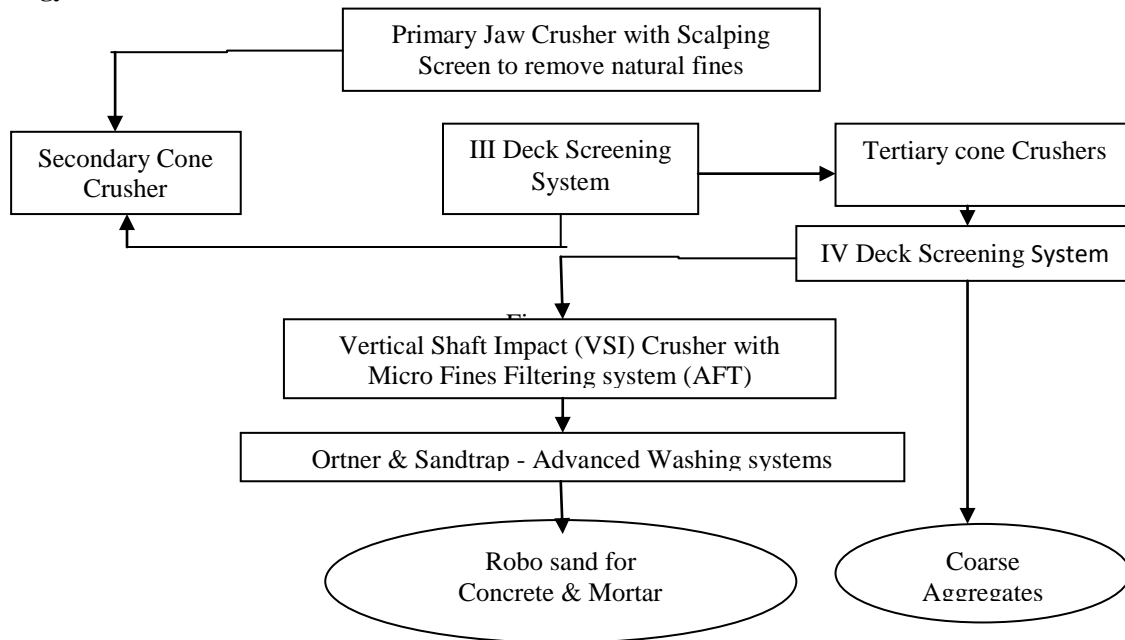 Primary Jaw Crusher with Scalping
Screen to remove natural fines
Secondary Cone
Crusher
III Deck Screening
System
Tertiary cone Crushers
IV Deck Screening System
Vertical Shaft Impact (VSI) Crusher with
Micro Fines Filtering system (AFT)
Ortner & Sandtrap - Advanced Washing systems
Robo sand for
Concrete & Mortar
Coarse
Aggregates